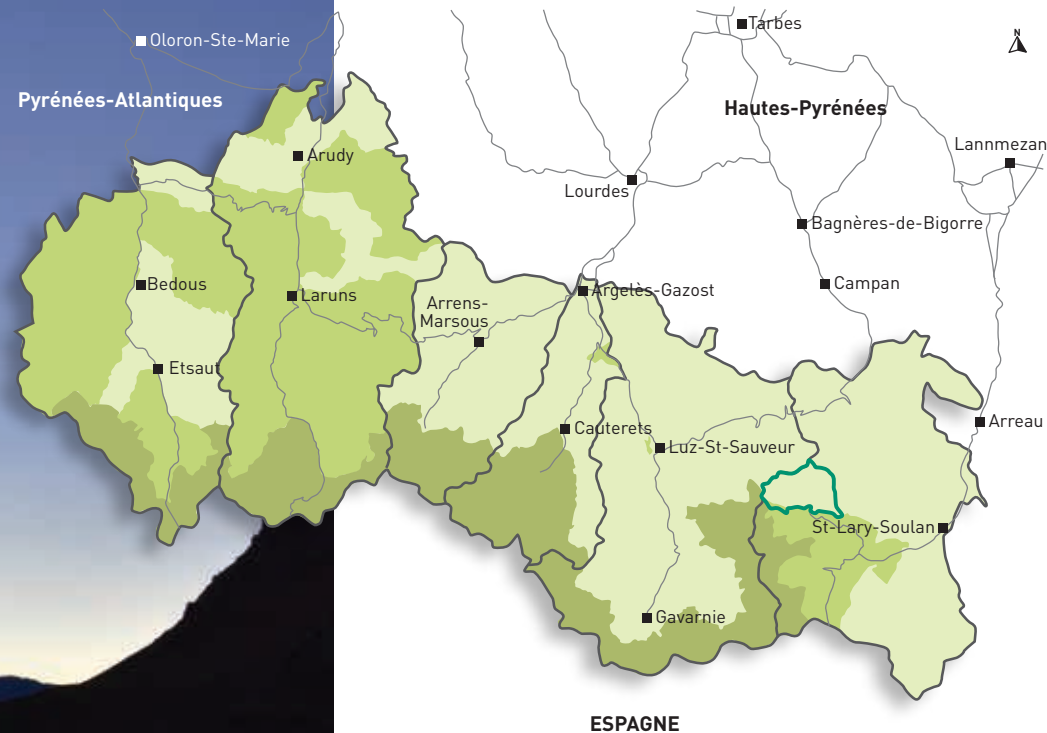 N
Tarbes
Oloron-Ste-Marie
Pyrénées-Atlantiques
Hautes-Pyrénées
Lannmezan
Arudy
Lourdes
Bagnères-de-Bigorre
Bedous
Laruns
Argelès-Gazost
Campan
Arrens-
Marsous
Etsaut
Cauterets
Arreau
Luz-St-Sauveur
St-Lary-Soulan
Gavarnie
ESPAGNE